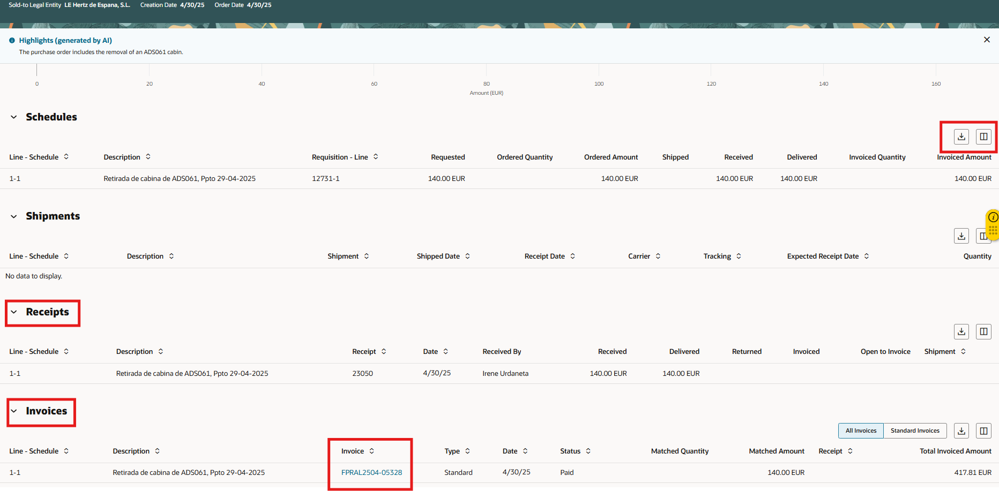 Sold-to Legal Entity LE Hertz de Espana, S.L. Creation Date 4/30/25 Order Date 4/30/25
Highlights (generated by AI)
The purchase order includes the removal of an ADS061 cabin.
0 20 40 60 80 100 120 140 160
Amount (EUR)
Schedules
Line - Schedule Description Requisition - Line Requested Ordered Quantity Ordered Amount Shipped Received Delivered Invoiced Quantity Invoiced Amount
1-1 Retirada de cabina de ADS061, Ppto 29-04-2025 12731-1 140.00 EUR 140.00 EUR 140.00 EUR 140.00 EUR 140.00 EUR
Shipments
Line - Schedule Description Shipment Shipped Date Receipt Date Carrier Tracking Expected Receipt Date Quantity
No data to display.
Receipts
Line - Schedule Description Receipt Date Received By Received Delivered Returned Invoiced Open to Invoice Shipment
1-1 Retirada de cabina de ADS061, Ppto 29-04-2025 23050 4/30/25 Irene Urdaneta 140.00 EUR 140.00 EUR
Invoices
All Invoices Standard Invoices
Line - Schedule Description Invoice Type Date Status Matched Quantity Matched Amount Receipt Total Invoiced Amount
1-1 Retirada de cabina de ADS061, Ppto 29-04-2025 FPRAL2504-05328 Standard 4/30/25 Paid 140.00 EUR 417.81 EUR